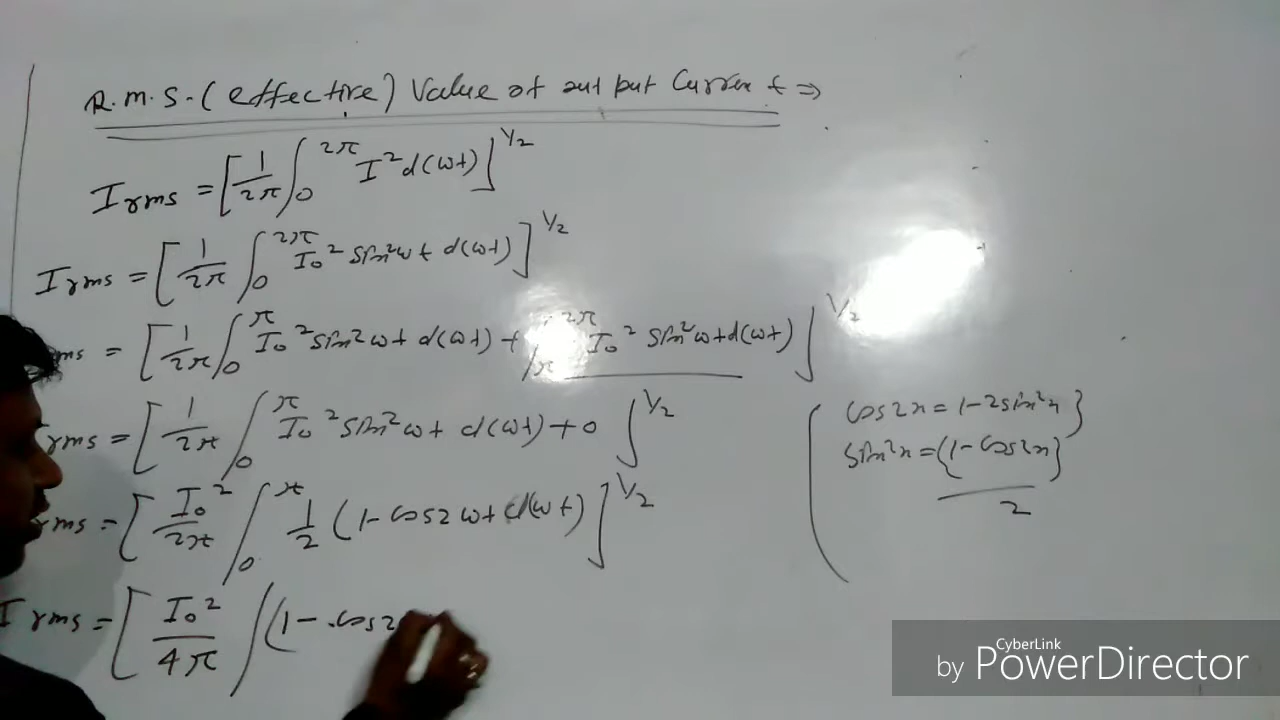 R.M.S.(effective) Value of output Current ⇒
Irms = [1/2π ∫₀^2π I² d(ωt)]^1/2
Irms = [1/2π ∫₀^2π I₀² sin²ωt d(ωt)]^1/2
rms = [1/2π ∫₀^π I₀² sin²ωt d(ωt) + ∫π^2π I₀² sin²ωt d(ωt)]^1/2
rms = [1/2π ∫₀^π I₀² sin²ωt d(ωt) + 0]^1/2
rms = [I₀²/2π ∫₀^π 1/2 (1 - cos2ωt d(ωt)]^1/2
Irms = [I₀²/4π ∫(1 - cos2
(cos2x = 1 - 2sin²x}
sin²x = {1 - cos2x}/2
CyberLink
by PowerDirector